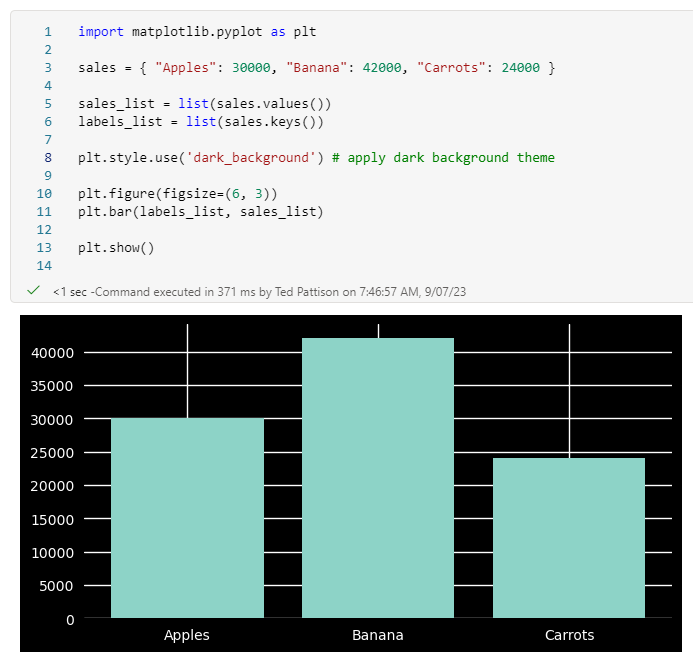 1 import matplotlib.pyplot as plt
2
3 sales = { "Apples": 30000, "Banana": 42000, "Carrots": 24000 }
4
5 sales_list = list(sales.values())
6 labels_list = list(sales.keys())
7
8 plt.style.use('dark_background') # apply dark background theme
9
10 plt.figure(figsize=(6, 3))
11 plt.bar(labels_list, sales_list)
12
13 plt.show()
14
<1 sec -Command executed in 371 ms by Ted Pattison on 7:46:57 AM, 9/07/23
40000
35000
30000
25000
20000
15000
10000
5000
0
Apples Banana Carrots